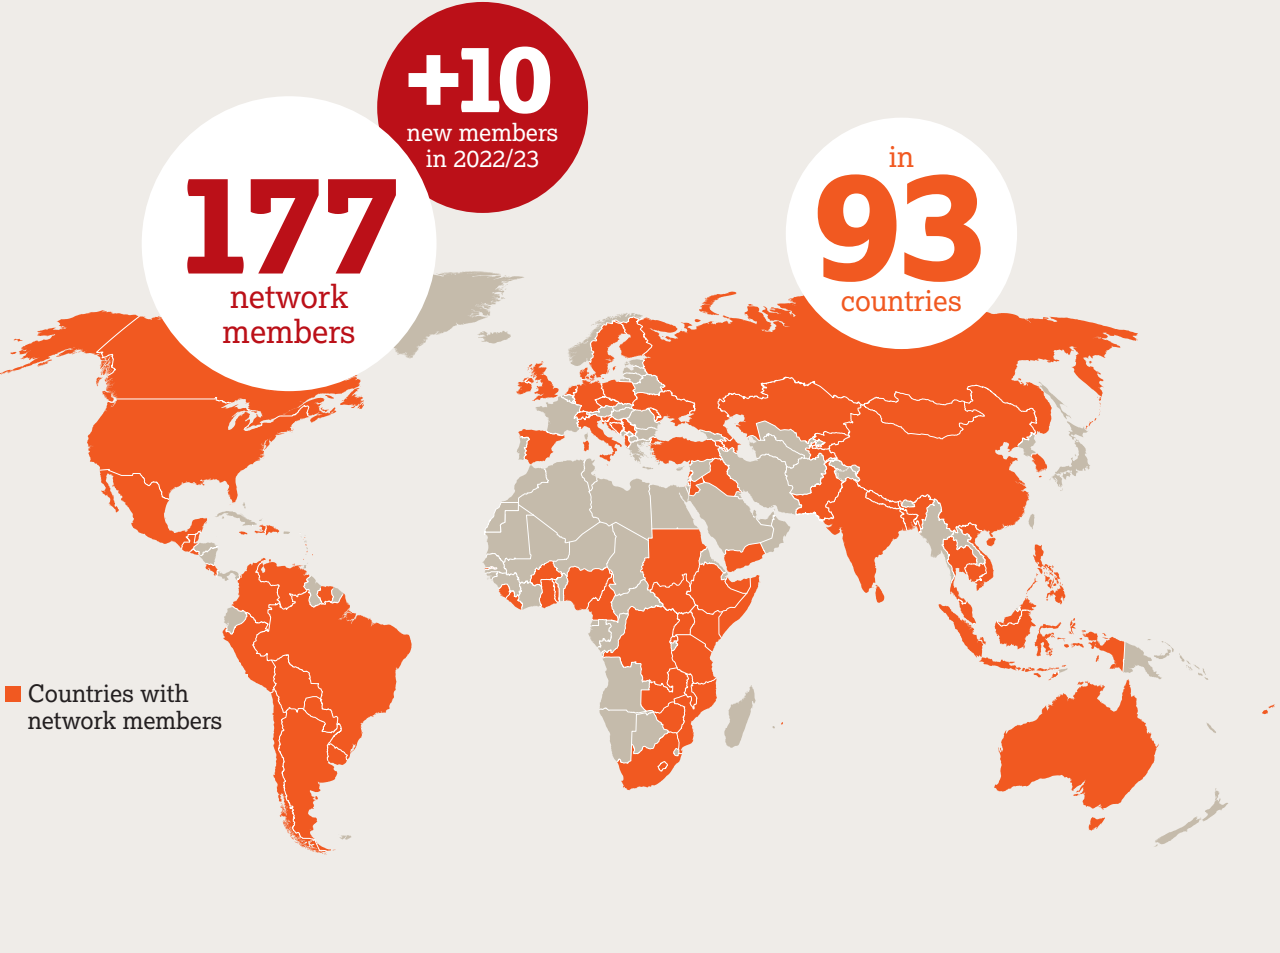 +10
new members
in 2022/23
177
network
members
in
93
countries
Countries with
network members